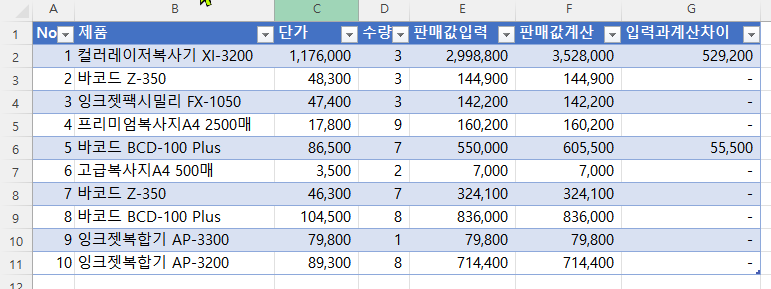 A B C D E F G
1 No 제품 단가 수량 판매값입력 판매값계산 입력과계산차이
2 1 컬러레이저복사기 XI-3200 1,176,000 3 2,998,800 3,528,000 529,200
3 2 바코드 Z-350 48,300 3 144,900 144,900 -
4 3 잉크젯팩시밀리 FX-1050 47,400 3 142,200 142,200 -
5 4 프리미엄복사지A4 2500매 17,800 9 160,200 160,200 -
6 5 바코드 BCD-100 Plus 86,500 7 550,000 605,500 55,500
7 6 고급복사지A4 500매 3,500 2 7,000 7,000 -
8 7 바코드 Z-350 46,300 7 324,100 324,100 -
9 8 바코드 BCD-100 Plus 104,500 8 836,000 836,000 -
10 9 잉크젯복합기 AP-3300 79,800 1 79,800 79,800 -
11 10 잉크젯복합기 AP-3200 89,300 8 714,400 714,400 -
12